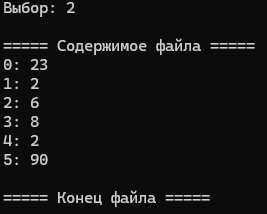 Выбор: 2
===== Содержимое файла =====
0: 23
1: 2
2: 6
3: 8
4: 2
5: 90
===== Конец файла =====